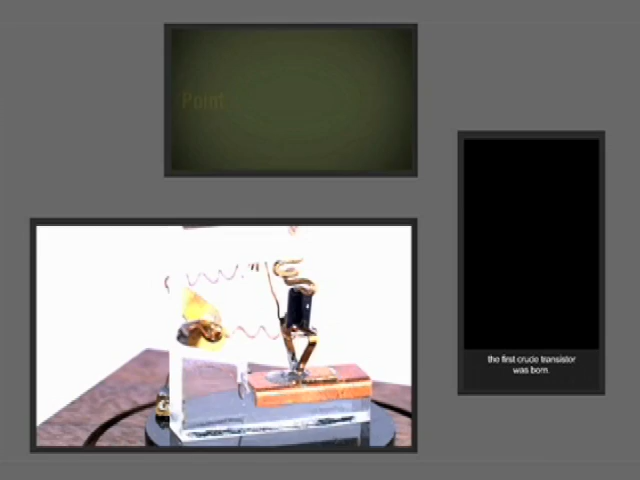 Point
the first crude transistor
was born.